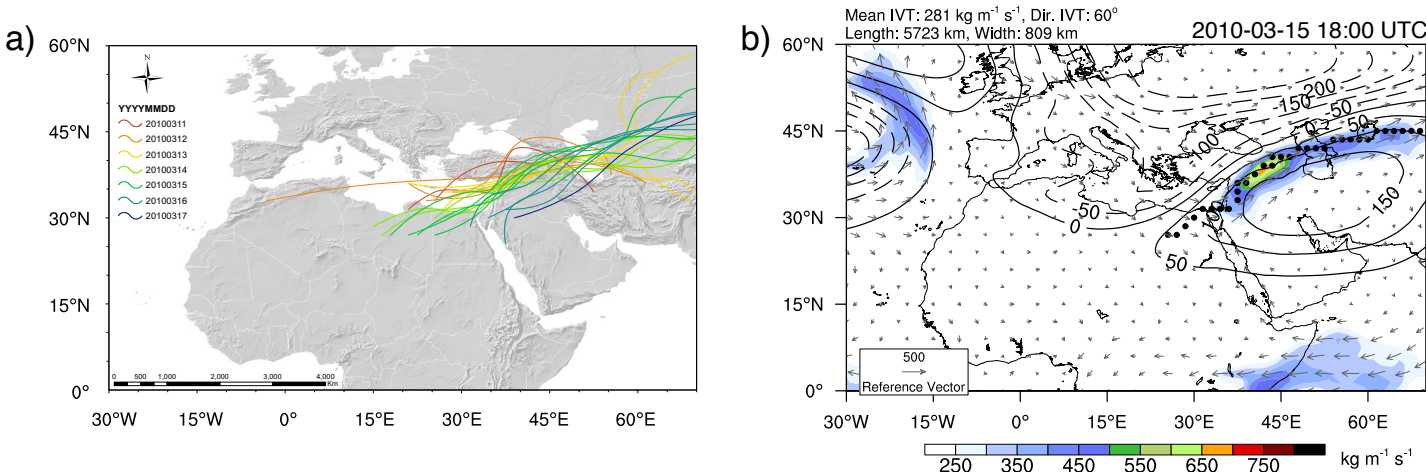 a)
60°N
45°N
30°N
15°N
0°
30°W
15°W
0°
15°E
30°E
45°E
60°E
N
YYYYMMDD
20100311
20100312
20100313
20100314
20100315
20100316
20100317
0 500 1,000 2,000 3,000 4,000
Km
b)
Mean IVT: 281 kg m⁻¹ s⁻¹, Dir. IVT: 60°
Length: 5723 km, Width: 809 km
2010-03-15 18:00 UTC
60°N
45°N
30°N
15°N
0°
-200
-150
-50
0
50
-100
-50
0
100
150
50
500
Reference Vector
30°W
15°W
0°
15°E
30°E
45°E
60°E
250 350 450 550 650 750
kg m⁻¹ s⁻¹